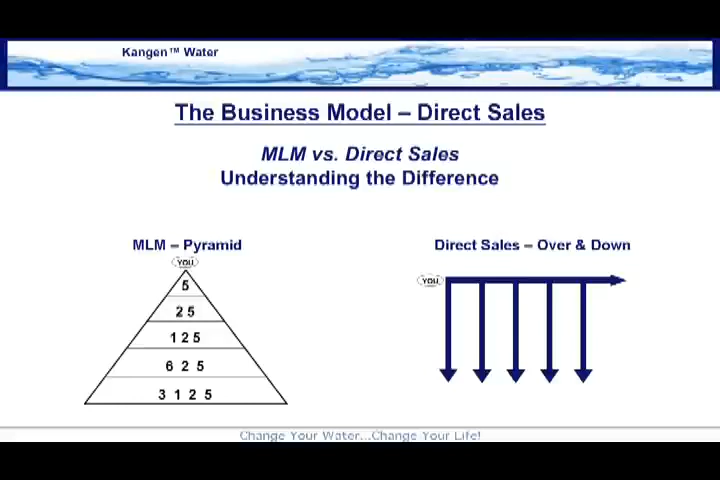 Kangen™ Water
The Business Model – Direct Sales
MLM vs. Direct Sales
Understanding the Difference
MLM – Pyramid
YOU
5
2 5
1 2 5
6 2 5
3 1 2 5
Direct Sales – Over & Down
YOU
Change Your Water...Change Your Life!